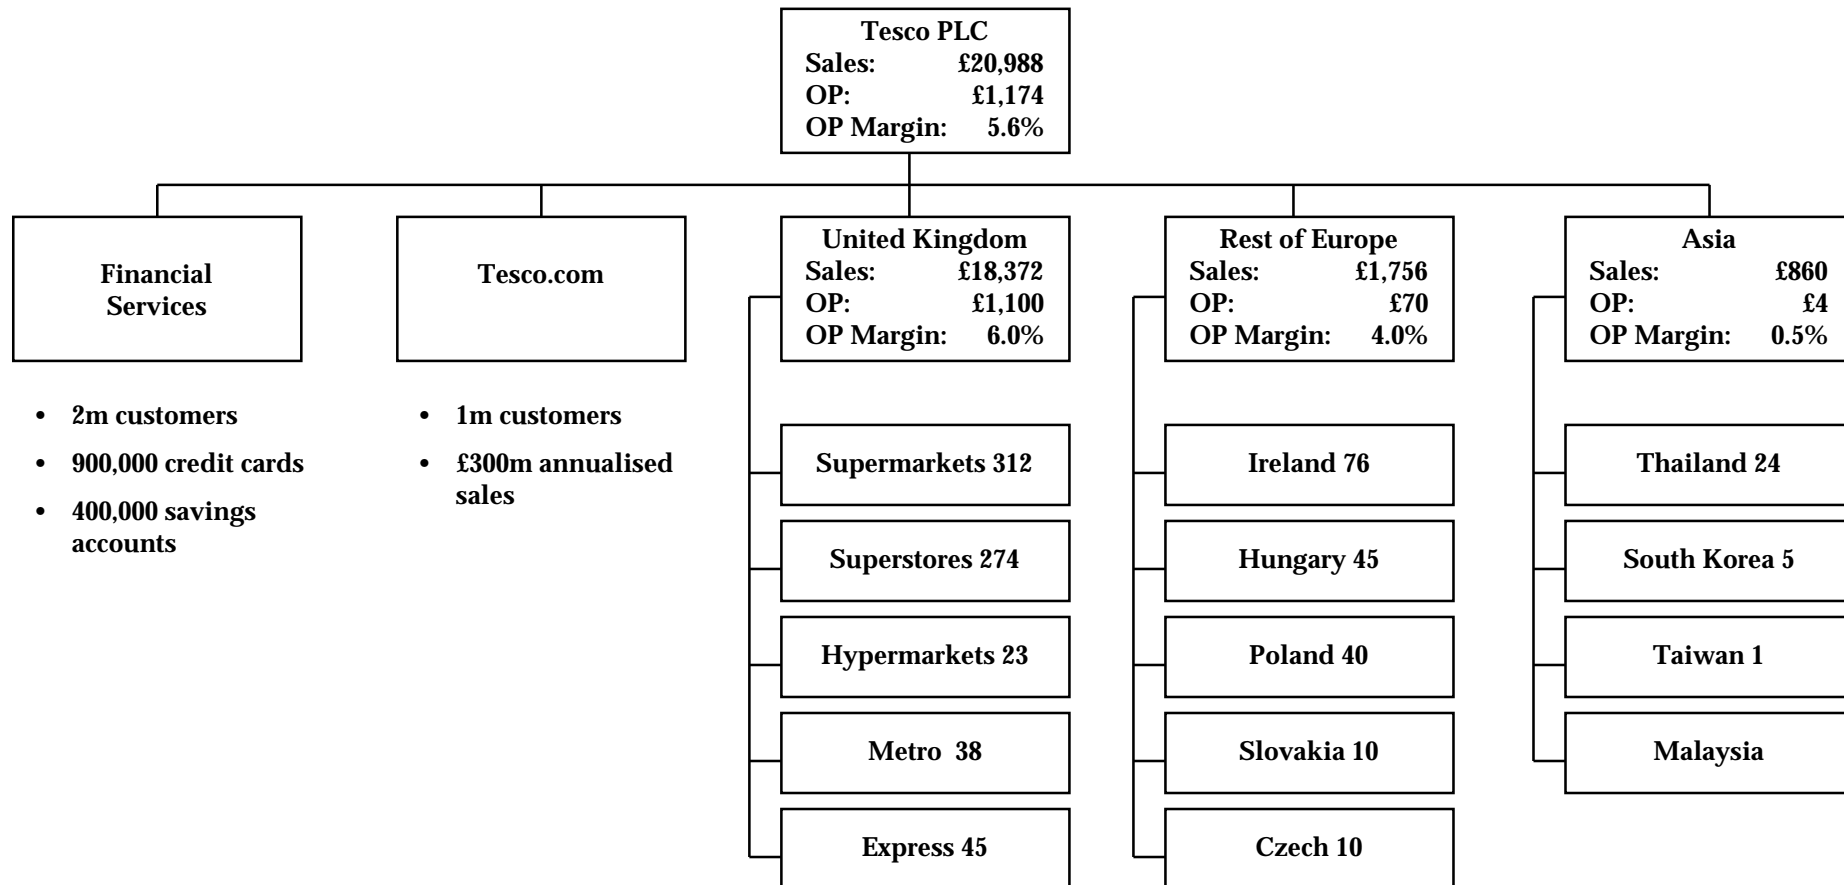 Tesco PLC
Sales: £20,988
OP: £1,174
OP Margin: 5.6%
Financial
Services
• 2m customers
• 900,000 credit cards
• 400,000 savings
accounts
Tesco.com
• 1m customers
• £300m annualised
sales
United Kingdom
Sales: £18,372
OP: £1,100
OP Margin: 6.0%
Supermarkets 312
Superstores 274
Hypermarkets 23
Metro 38
Express 45
Rest of Europe
Sales: £1,756
OP: £70
OP Margin: 4.0%
Ireland 76
Hungary 45
Poland 40
Slovakia 10
Czech 10
Asia
Sales: £860
OP: £4
OP Margin: 0.5%
Thailand 24
South Korea 5
Taiwan 1
Malaysia